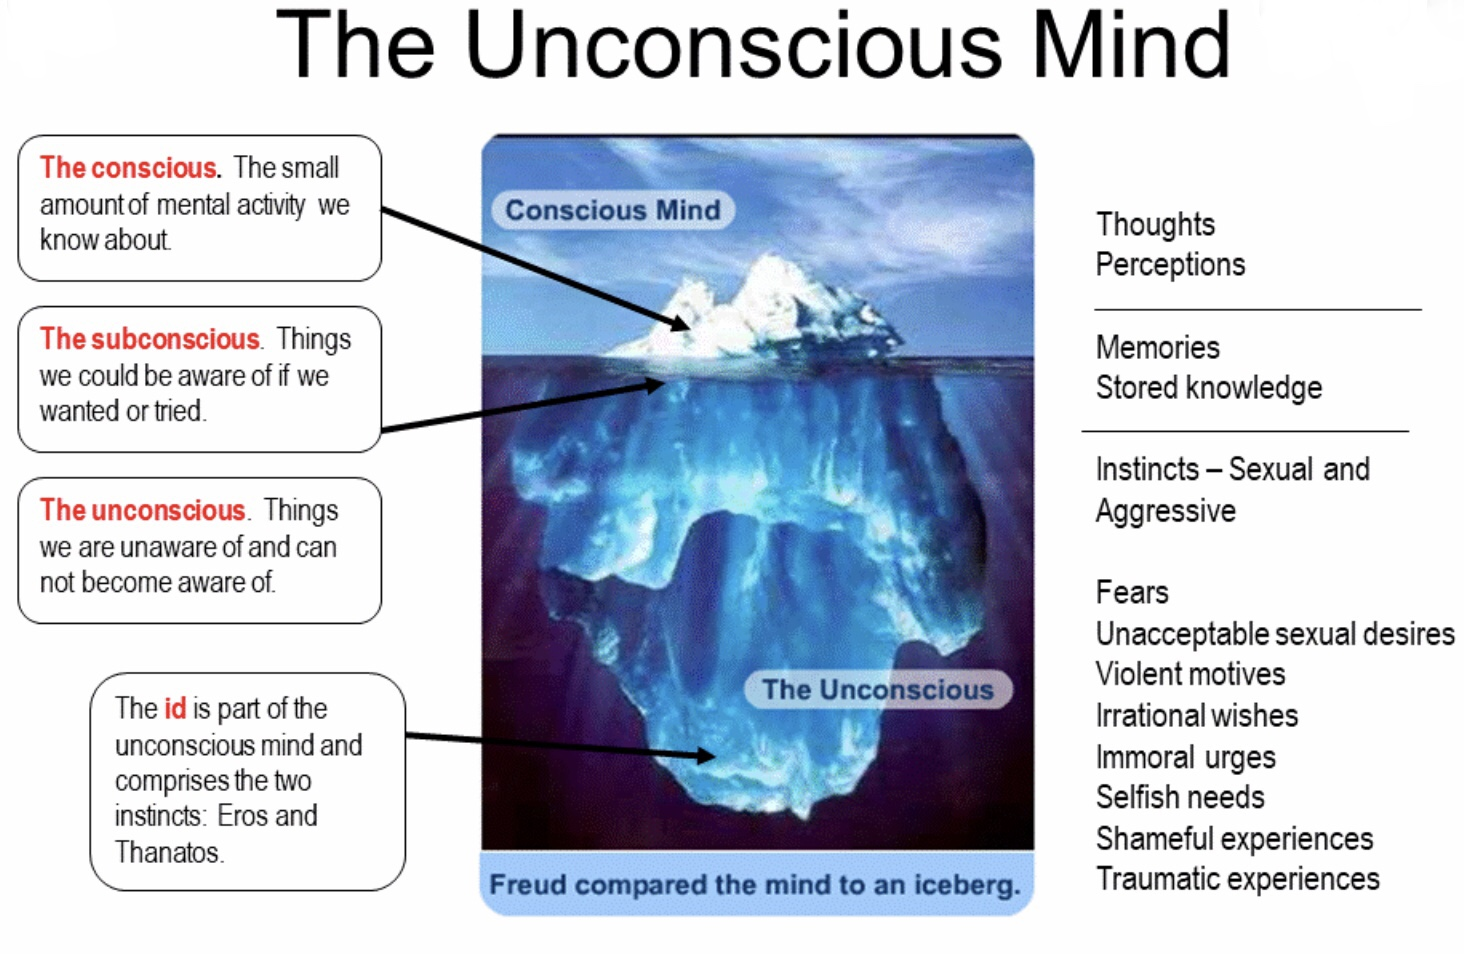 The Unconscious Mind
The conscious. The small
amount of mental activity we
know about.
The subconscious. Things
we could be aware of if we
wanted or tried.
The unconscious. Things
we are unaware of and can
not become aware of.
The id is part of the
unconscious mind and
comprises the two
instincts: Eros and
Thanatos.
Conscious Mind
The Unconscious
Freud compared the mind to an iceberg.
Thoughts
Perceptions
Memories
Stored knowledge
Instincts – Sexual and
Aggressive
Fears
Unacceptable sexual desires
Violent motives
Irrational wishes
Immoral urges
Selfish needs
Shameful experiences
Traumatic experiences